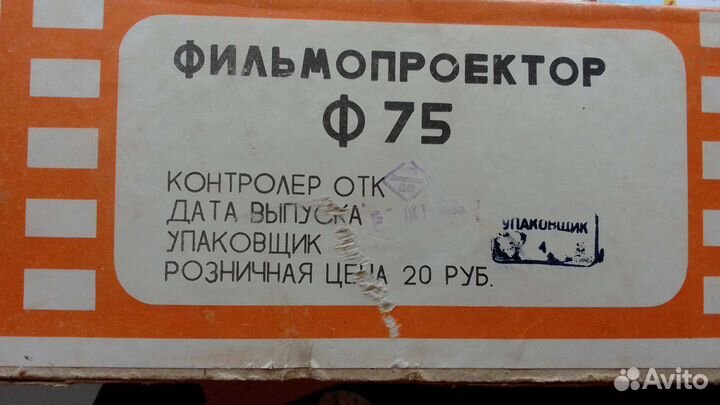 ФИЛЬМОПРОЕКТОР
Ф 75
КОНТРОЛЕР ОТК
ДАТА ВЫПУСКА
УПАКОВЩИК
УПАКОВЩИК
РОЗНИЧНАЯ ЦЕНА 20 РУБ.
Avito